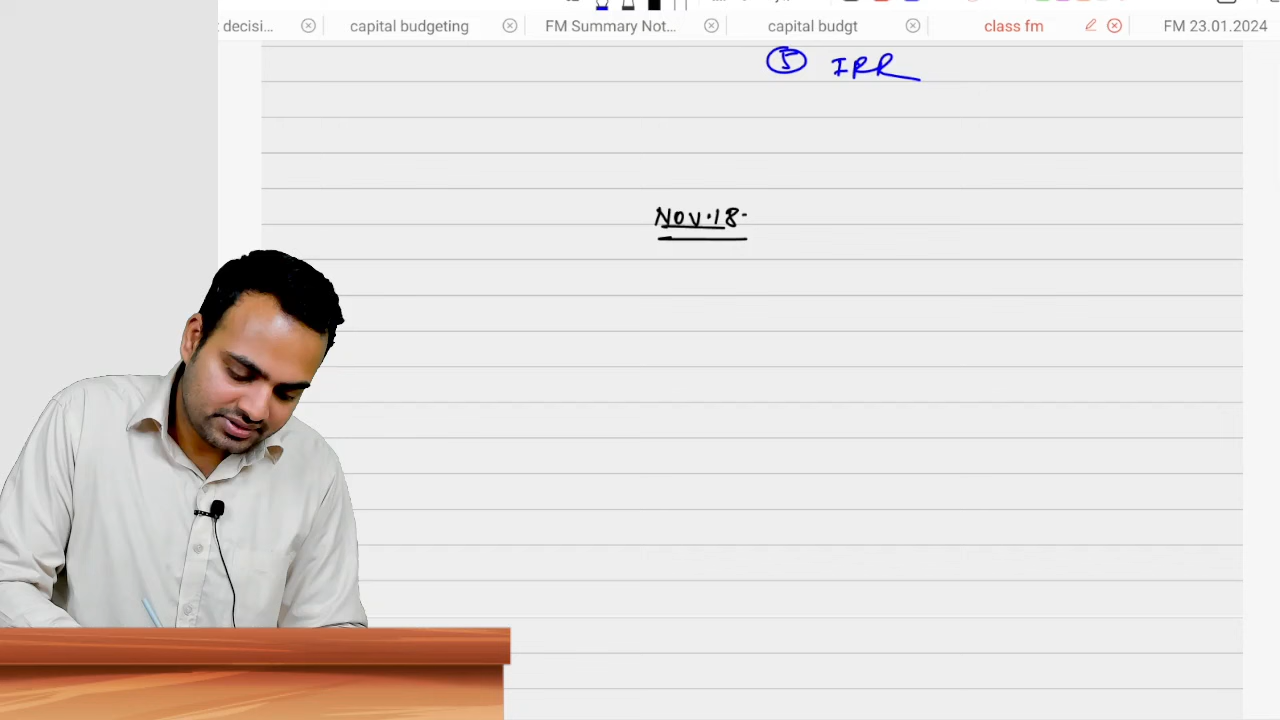 t decisi... capital budgeting FM Summary Not... capital budgt class fm FM 23.01.2024
5 IRR
Nov.18.